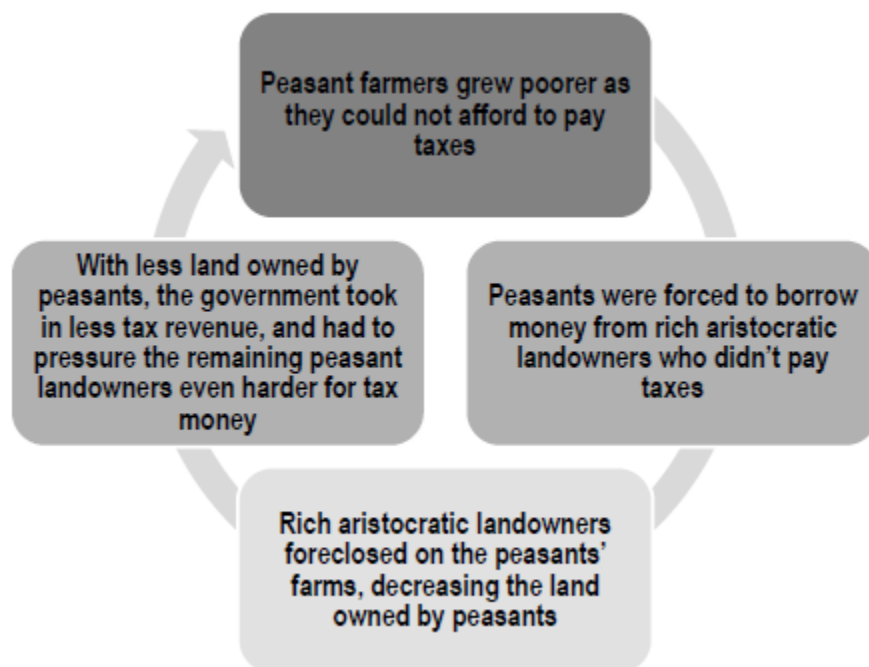 Peasant farmers grew poorer as
they could not afford to pay
taxes
Peasants were forced to borrow
money from rich aristocratic
landowners who didn't pay
taxes
Rich aristocratic landowners
foreclosed on the peasants'
farms, decreasing the land
owned by peasants
With less land owned by
peasants, the government took
in less tax revenue, and had to
pressure the remaining peasant
landowners even harder for tax
money